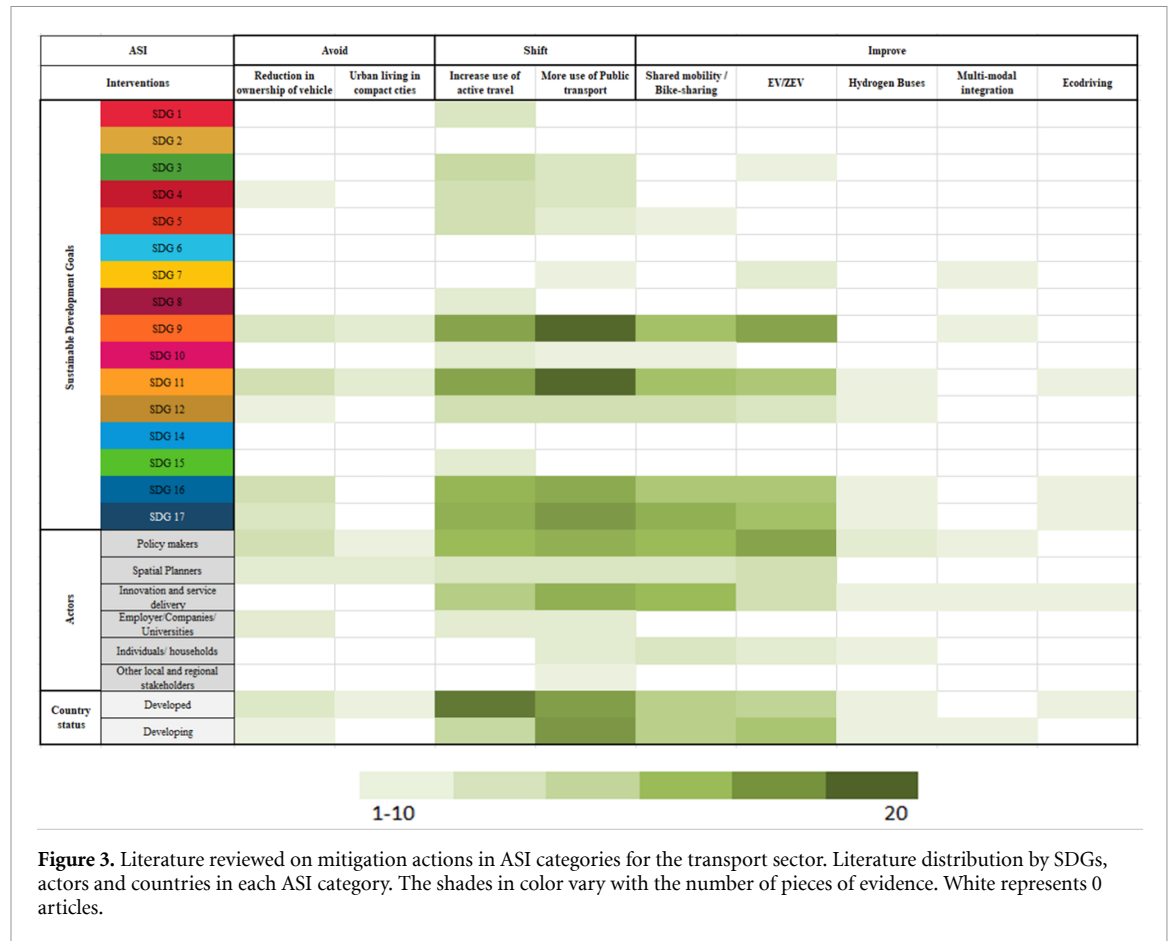 ASI Avoid Shift Improve
Interventions
Reduction in
ownership of vehicle
Urban living in
compact cties
Increase use of
active travel
More use of Public
transport
Shared mobility /
Bike-sharing
EV/ZEV
Hydrogen Buses
Multi-modal
integration
Ecodriving
Sustainable Development Goals
SDG 1
SDG 2
SDG 3
SDG 4
SDG 5
SDG 6
SDG 7
SDG 8
SDG 9
SDG 10
SDG 11
SDG 12
SDG 14
SDG 15
SDG 16
SDG 17
Actors
Policy makers
Spatial Planners
Innovation and service
delivery
Employer/Companies/
Universities
Individuals/ households
Other local and regional
stakeholders
Country
status
Developed
Developing
1-10 20
Figure 3. Literature reviewed on mitigation actions in ASI categories for the transport sector. Literature distribution by SDGs,
actors and countries in each ASI category. The shades in color vary with the number of pieces of evidence. White represents 0
articles.